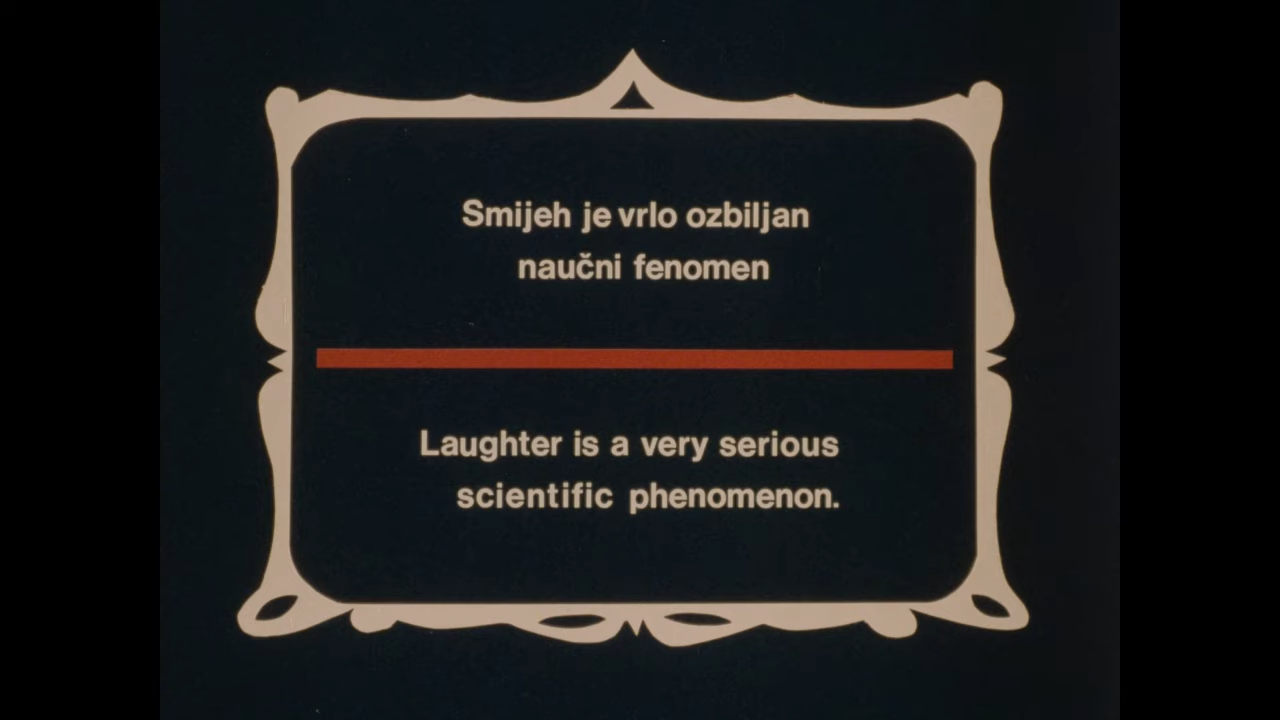 Smijeh je vrlo ozbiljan
naučni fenomen
Laughter is a very serious
scientific phenomenon.